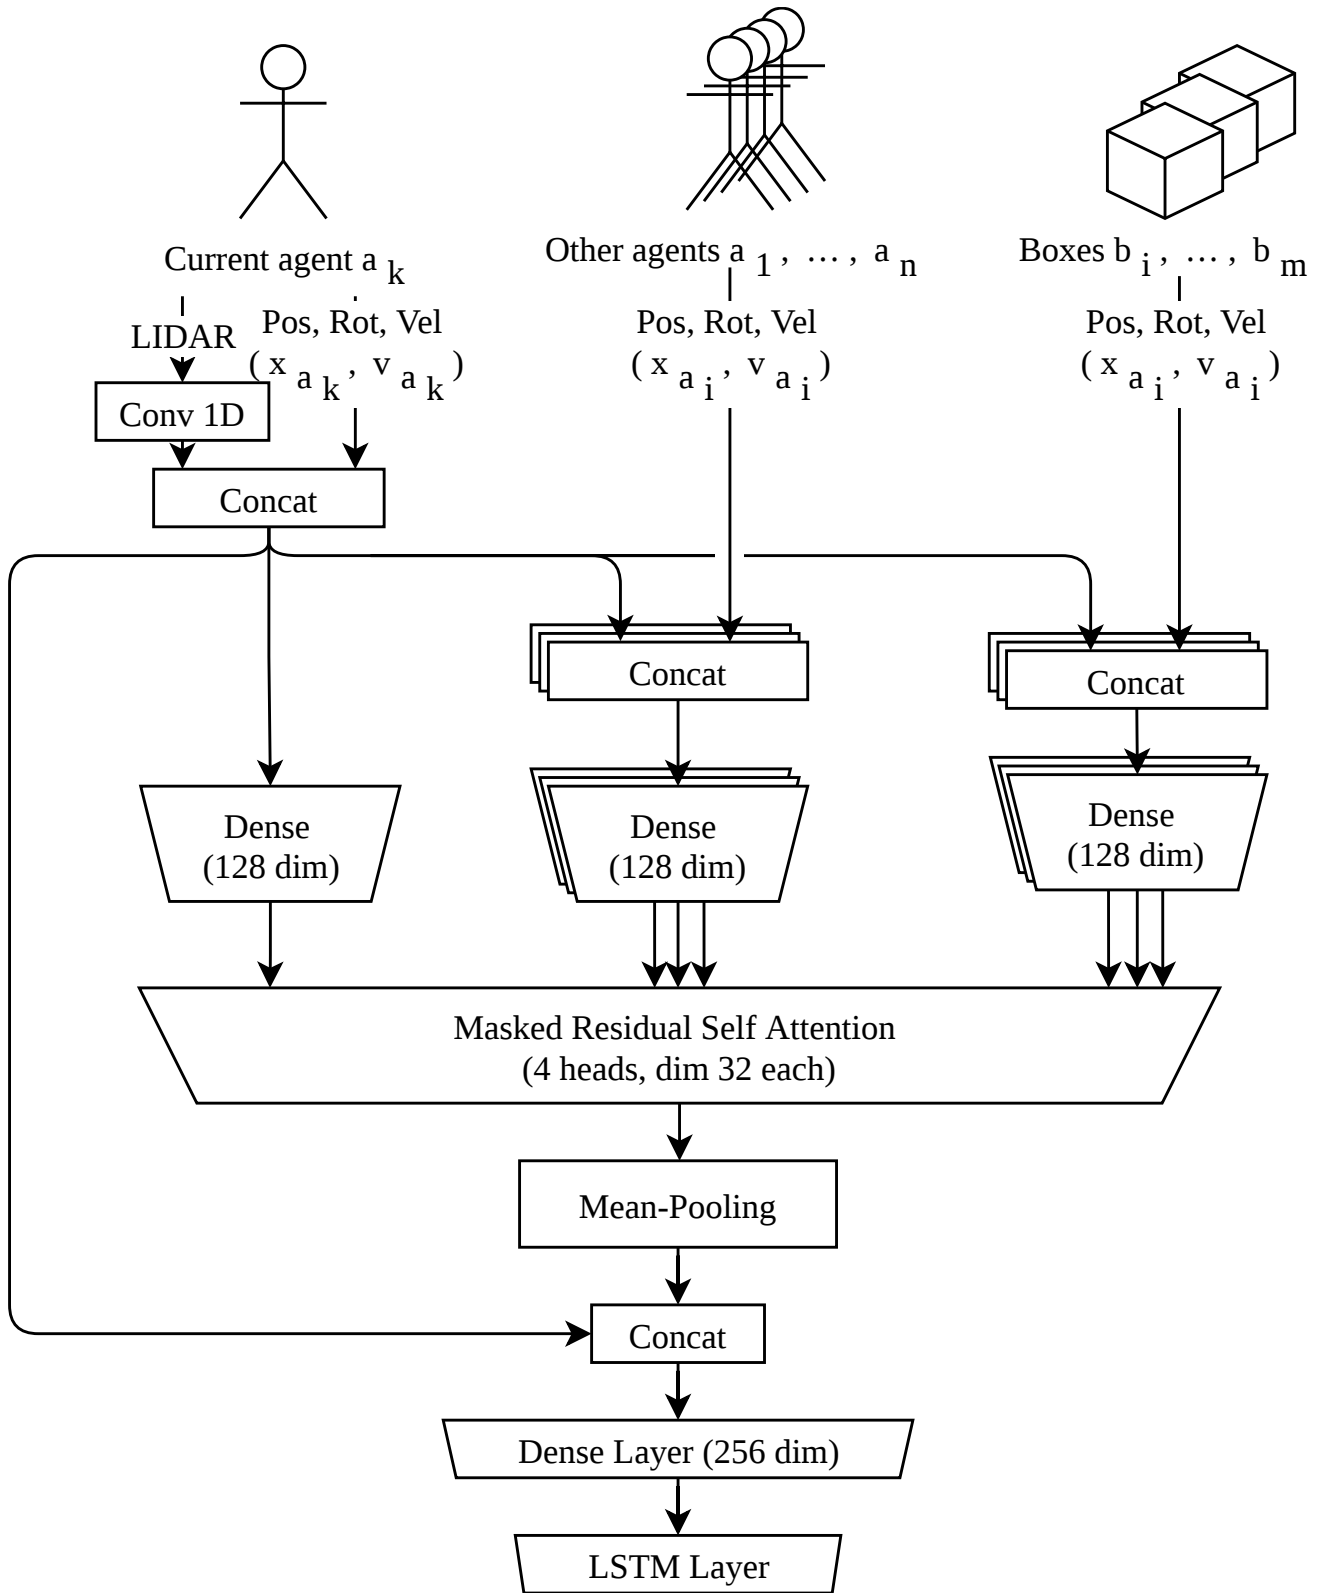 Current agent a k
Other agents a 1 , … , a n
Boxes b i , … , b m
LIDAR
Pos, Rot, Vel
( x a k , v a k )
Pos, Rot, Vel
( x a i , v a i )
Pos, Rot, Vel
( x a i , v a i )
Conv 1D
Concat
Concat
Concat
Dense
(128 dim)
Dense
(128 dim)
Dense
(128 dim)
Masked Residual Self Attention
(4 heads, dim 32 each)
Mean-Pooling
Concat
Dense Layer (256 dim)
LSTM Layer